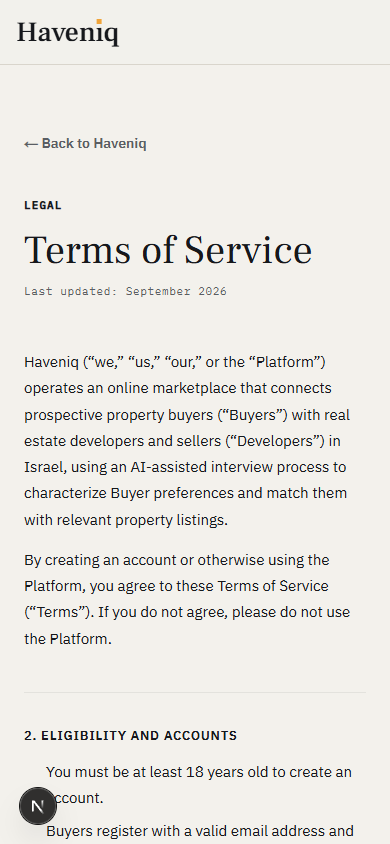 Haveniq
← Back to Haveniq
LEGAL
Terms of Service
Last updated: September 2026
Haveniq (“we,” “us,” “our,” or the “Platform”)
operates an online marketplace that connects
prospective property buyers (“Buyers”) with real
estate developers and sellers (“Developers”) in
Israel, using an AI-assisted interview process to
characterize Buyer preferences and match them
with relevant property listings.
By creating an account or otherwise using the
Platform, you agree to these Terms of Service
(“Terms”). If you do not agree, please do not use
the Platform.
2. ELIGIBILITY AND ACCOUNTS
You must be at least 18 years old to create an
account.
N
Buyers register with a valid email address and